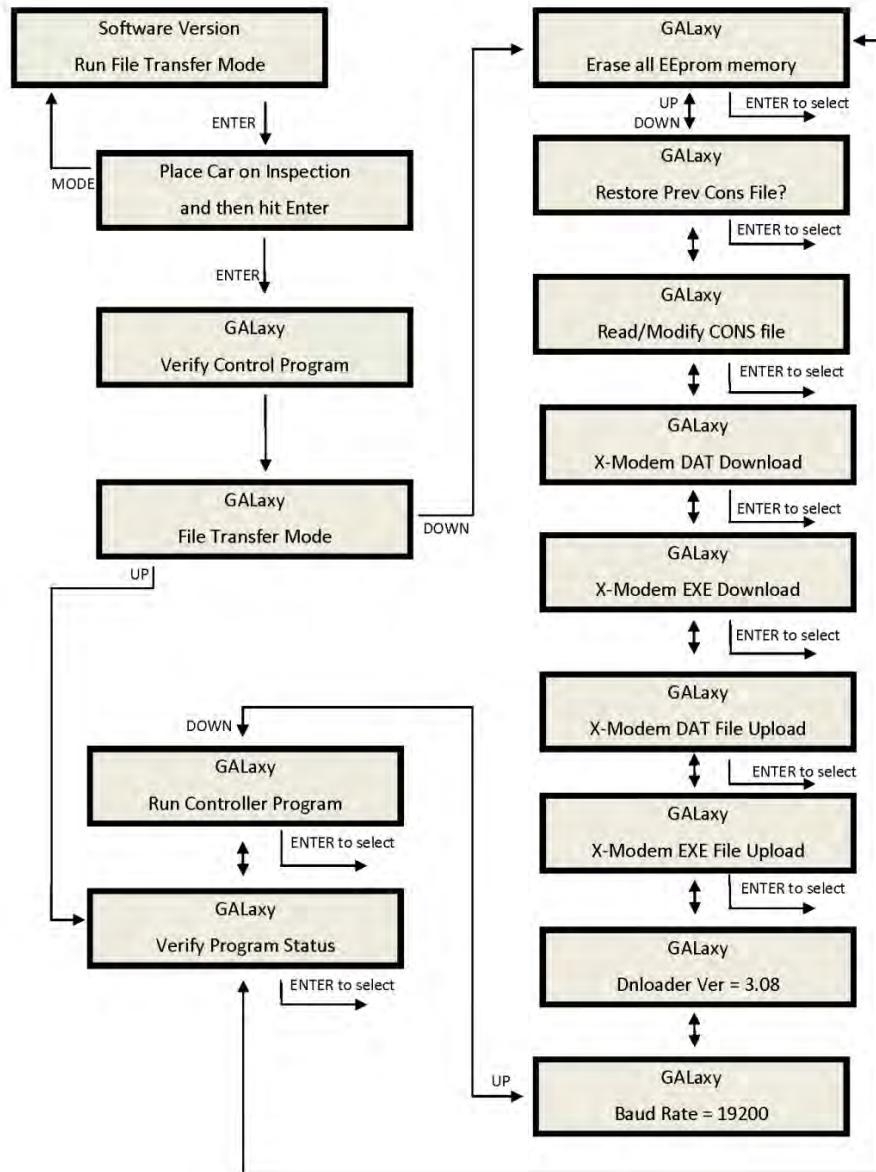 Software Version
Run File Transfer Mode
ENTER
MODE
Place Car on Inspection
and then hit Enter
ENTER
GALaxy
Verify Control Program
GALaxy
File Transfer Mode
DOWN
UP
DOWN
GALaxy
Run Controller Program
ENTER to select
GALaxy
Verify Program Status
ENTER to select
GALaxy
Erase all EEprom memory
UP
DOWN
ENTER to select
GALaxy
Restore Prev Cons File?
ENTER to select
GALaxy
Read/Modify CONS file
ENTER to select
GALaxy
X-Modem DAT Download
ENTER to select
GALaxy
X-Modem EXE Download
ENTER to select
GALaxy
X-Modem DAT File Upload
ENTER to select
GALaxy
X-Modem EXE File Upload
ENTER to select
GALaxy
Dnloader Ver = 3.08
UP
GALaxy
Baud Rate = 19200